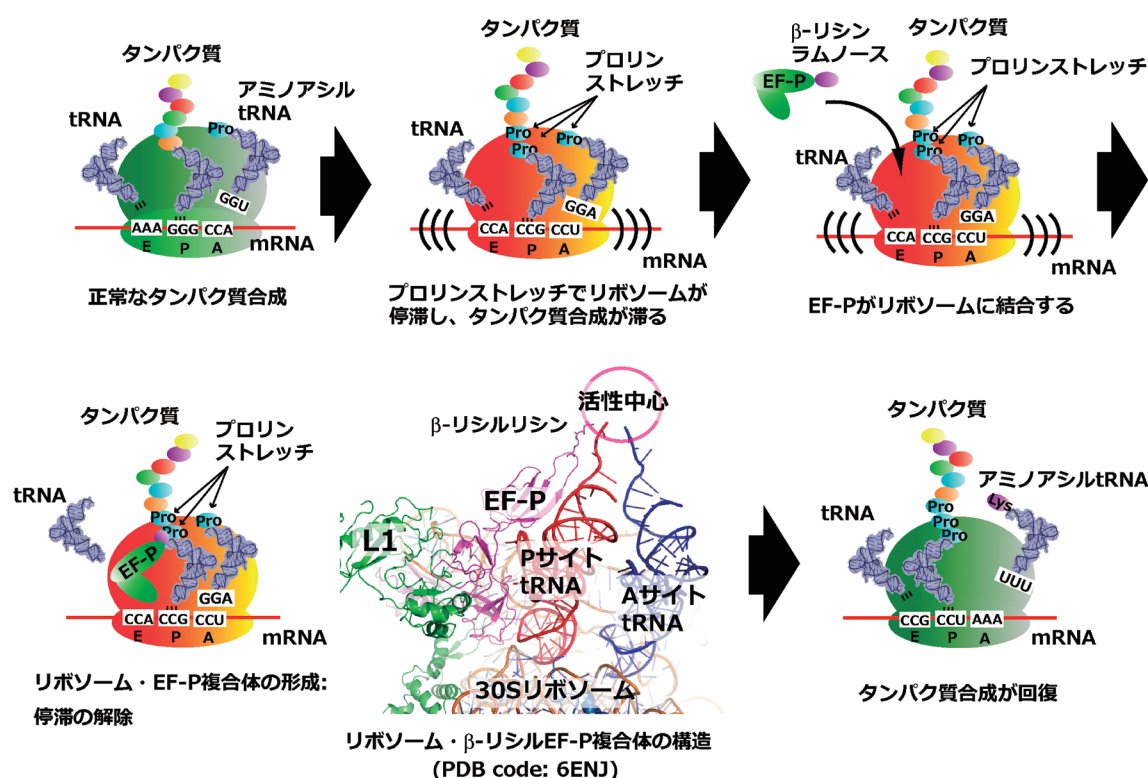 タンパク質
アミノアシル
tRNA
tRNA
Pro
GGU
AAA GGG CCA
E P A
mRNA
正常なタンパク質合成
タンパク質
プロリン
ストレッチ
tRNA
Pro
Pro
Pro
GGA
CCA CCG CCU
E P A
mRNA
プロリンストレッチでリボソームが
停滞し、タンパク質合成が滞る
β-リシン
ラムノース
EF-P
タンパク質
プロリンストレッチ
tRNA
Pro
Pro
Pro
GGA
CCA CCG CCU
E P A
mRNA
EF-Pがリボソームに結合する
タンパク質
プロリン
ストレッチ
tRNA
Pro
Pro
Pro
EF-P
GGA
CCA CCG CCU
E P A
mRNA
リボソーム・EF-P複合体の形成:
停滞の解除
活性中心
β-リシルリシン
EF-P
L1
Pサイト
tRNA
Aサイト
tRNA
30Sリボソーム
リボソーム・β-リシルEF-P複合体の構造
(PDB code: 6ENJ)
タンパク質
アミノアシルtRNA
Lys
tRNA
Pro
Pro
Pro
UUU
CCG CCU AAA
E P A
mRNA
タンパク質合成が回復